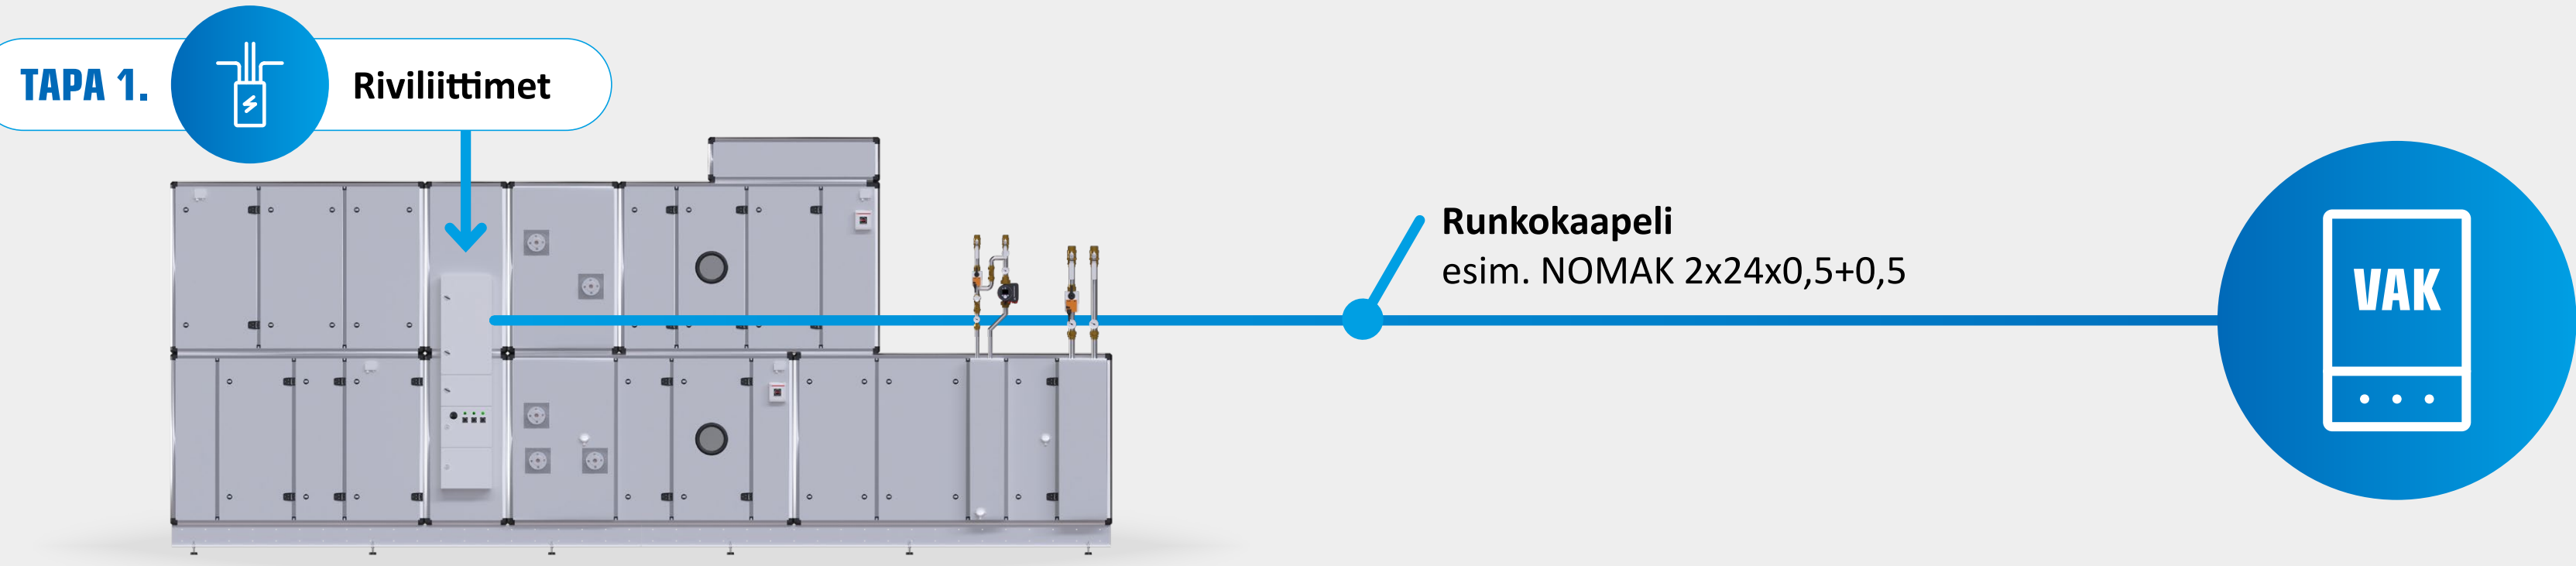 TAPA 1.
Riviliittimet
Runkokaapeli
esim. NOMAK 2x24x0,5+0,5
VAK